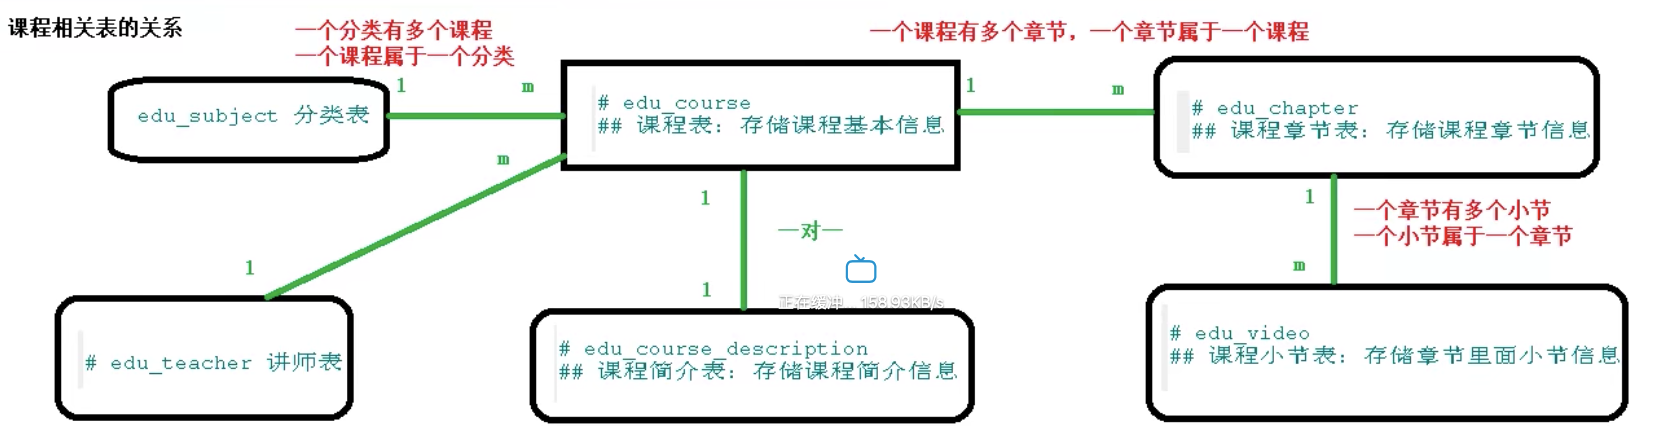 课程相关表的关系
一个分类有多个课程
一个课程属于一个分类
一个课程有多个章节，一个章节属于一个课程
1
m
1
m
edu_subject 分类表
# edu_course
## 课程表：存储课程基本信息
# edu_chapter
## 课程章节表：存储课程章节信息
m
1
一对一
1
一个章节有多个小节
一个小节属于一个章节
1
1
m
正在缓冲...158.93KB/s
# edu_teacher 讲师表
# edu_course_description
## 课程简介表：存储课程简介信息
# edu_video
## 课程小节表：存储章节里面小节信息